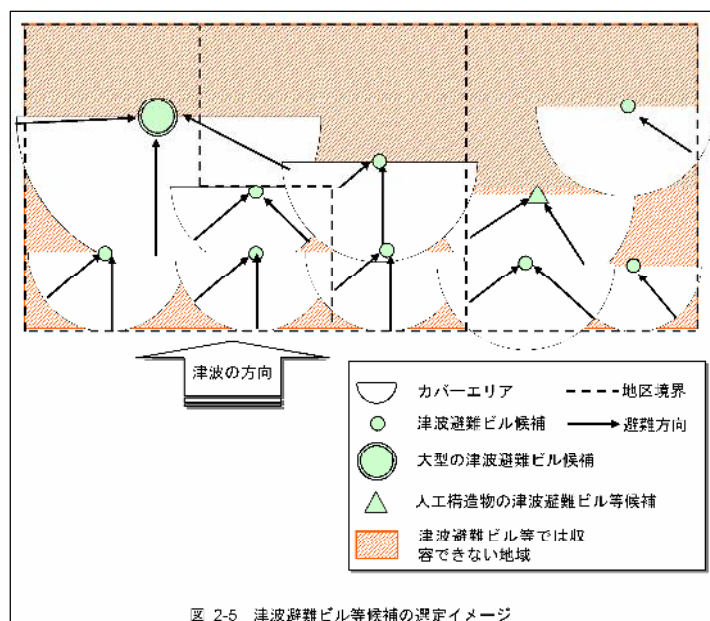 津波の方向
カバーエリア
地区境界
津波避難ビル候補
避難方向
大型の津波避難ビル候補
人工構造物の津波避難ビル等候補
津波避難ビル等では収
容できない地域
図 2-5 津波避難ビル等候補の選定イメージ